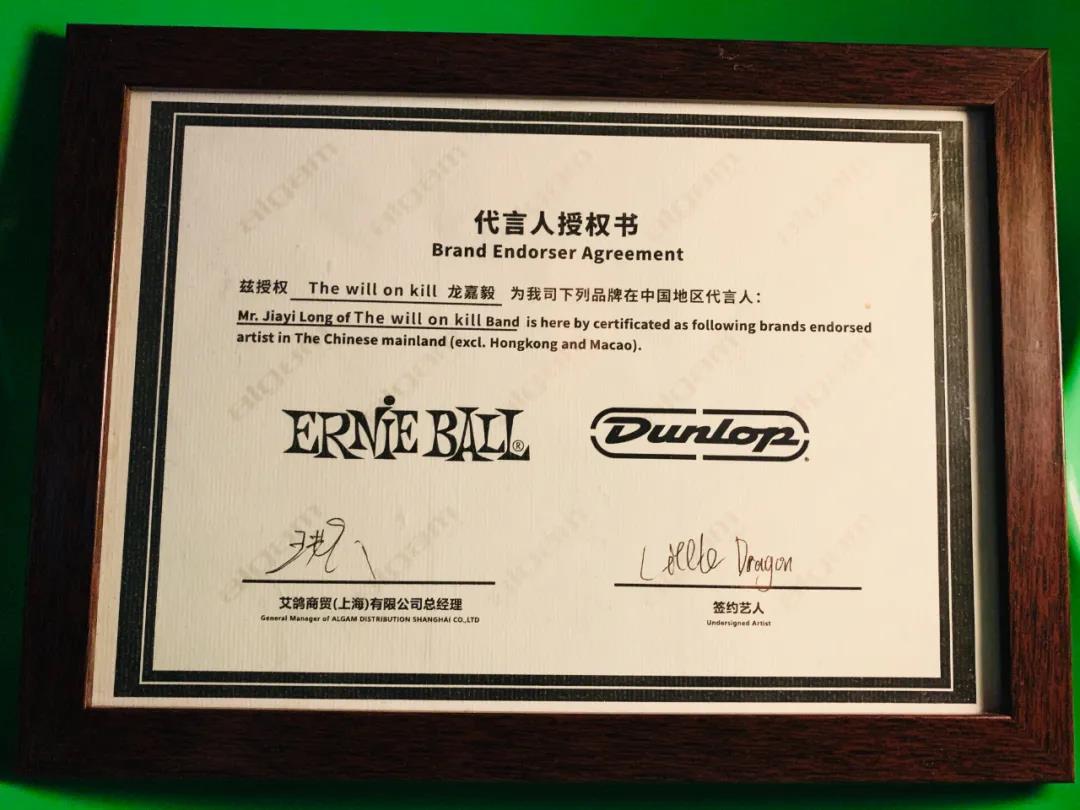 代言人授权书
Brand Endorser Agreement
兹授权 The will on kill 龙嘉毅 为我司下列品牌在中国地区代言人：
Mr. Jiayi Long of The will on kill Band is here by certificated as following brands endorsed
artist in The Chinese mainland (excl. Hongkong and Macao).
ERNIE BALL® Dunlop
Little Dragon
艾鸽商贸(上海)有限公司总经理 签约艺人
General Manager of ALGAM DISTRIBUTION SHANGHAI CO.,LTD Undersigned Artist